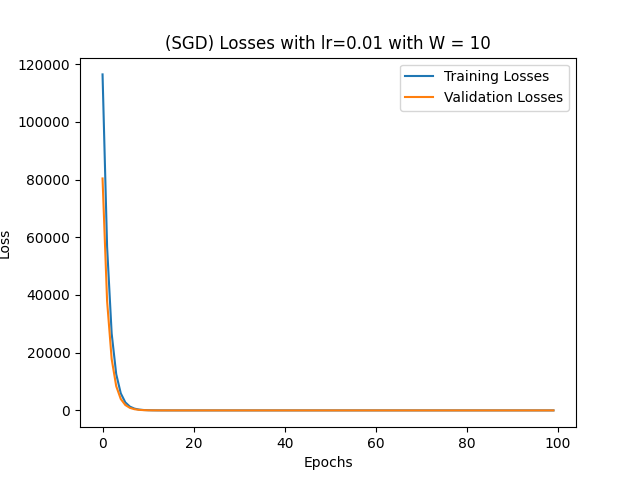 (SGD) Losses with lr=0.01 with W = 10
120000
100000
80000
60000
40000
20000
0
Loss
Training Losses
Validation Losses
0 20 40 60 80 100
Epochs